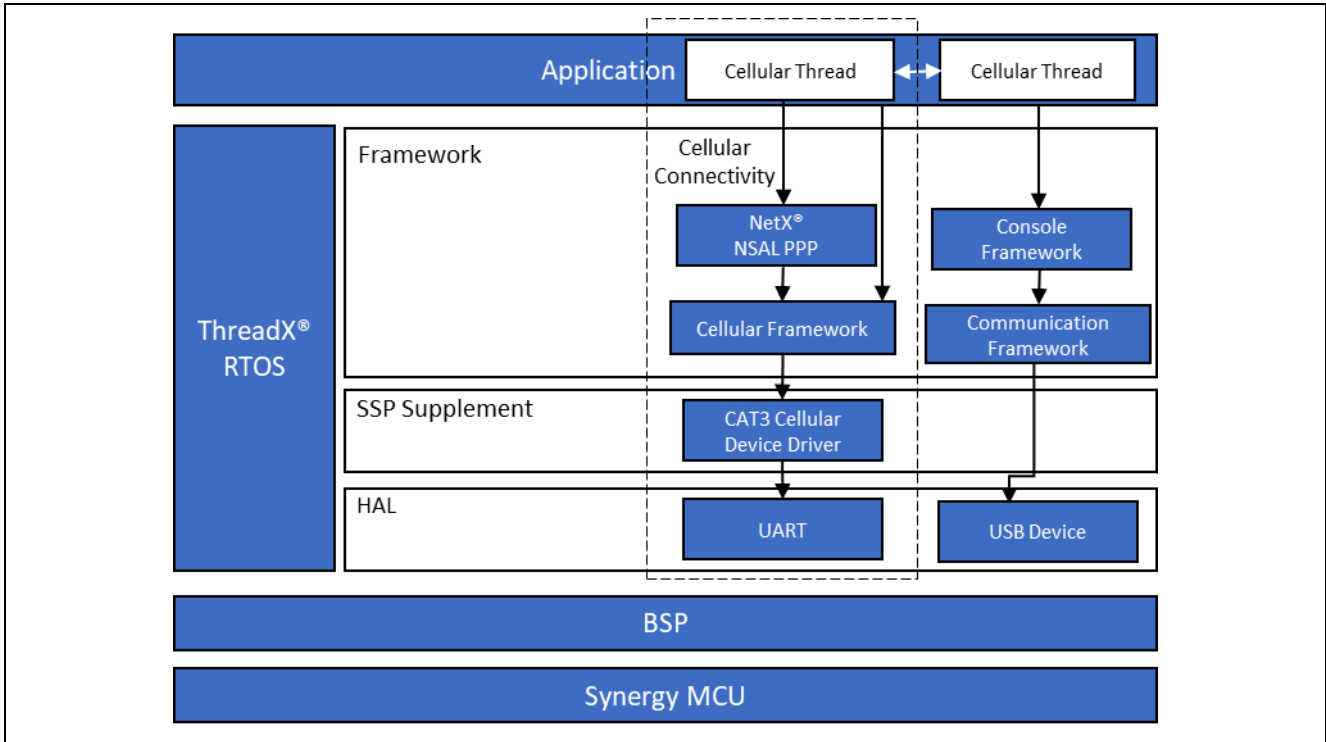 Application
Cellular Thread
Cellular Thread
ThreadX®
RTOS
Framework
Cellular
Connectivity
NetX®
NSAL PPP
Console
Framework
Cellular Framework
Communication
Framework
SSP Supplement
CAT3 Cellular
Device Driver
HAL
UART
USB Device
BSP
Synergy MCU